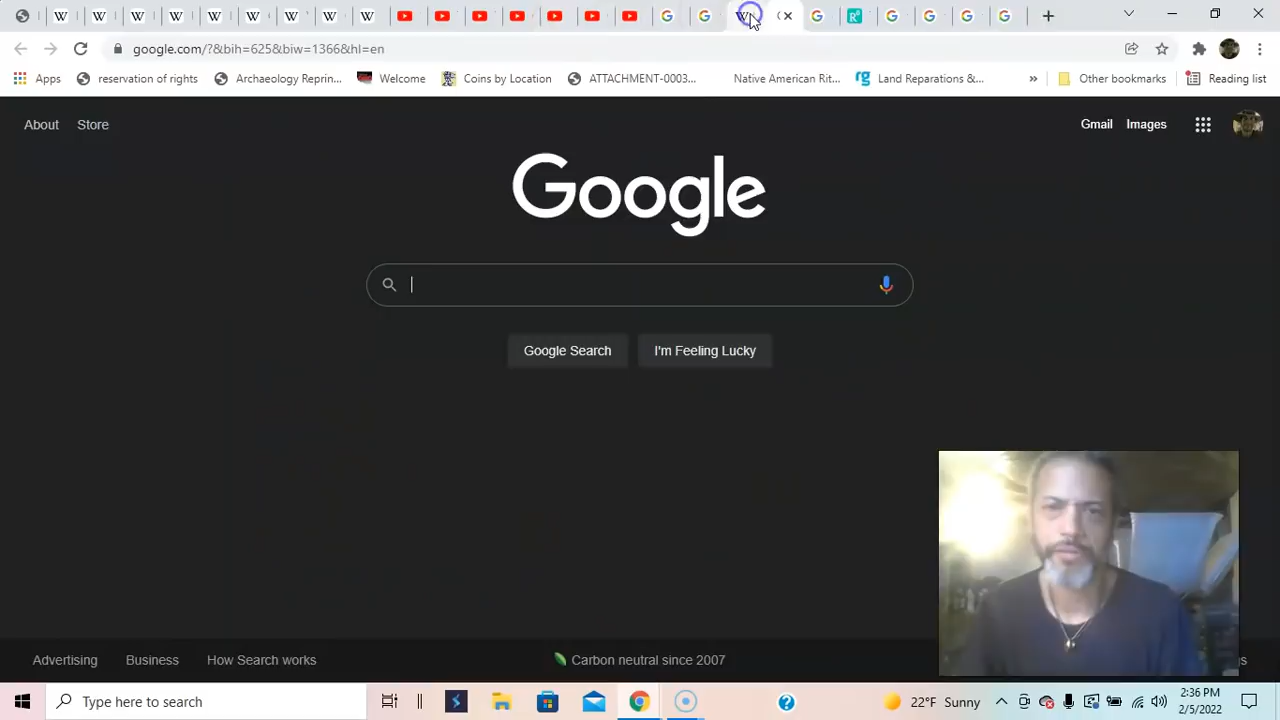 google.com/?&bih=625&biw=1366&hl=en
Apps reservation of rights Archaeology Reprin... Welcome Coins by Location ATTACHMENT-0003... Native American Rit... Land Reparations &... » Other bookmarks Reading list
About Store Gmail Images
Google
Google Search I'm Feeling Lucky
Advertising Business How Search works Carbon neutral since 2007 gs
Type here to search 22°F Sunny 2:36 PM
2/5/2022